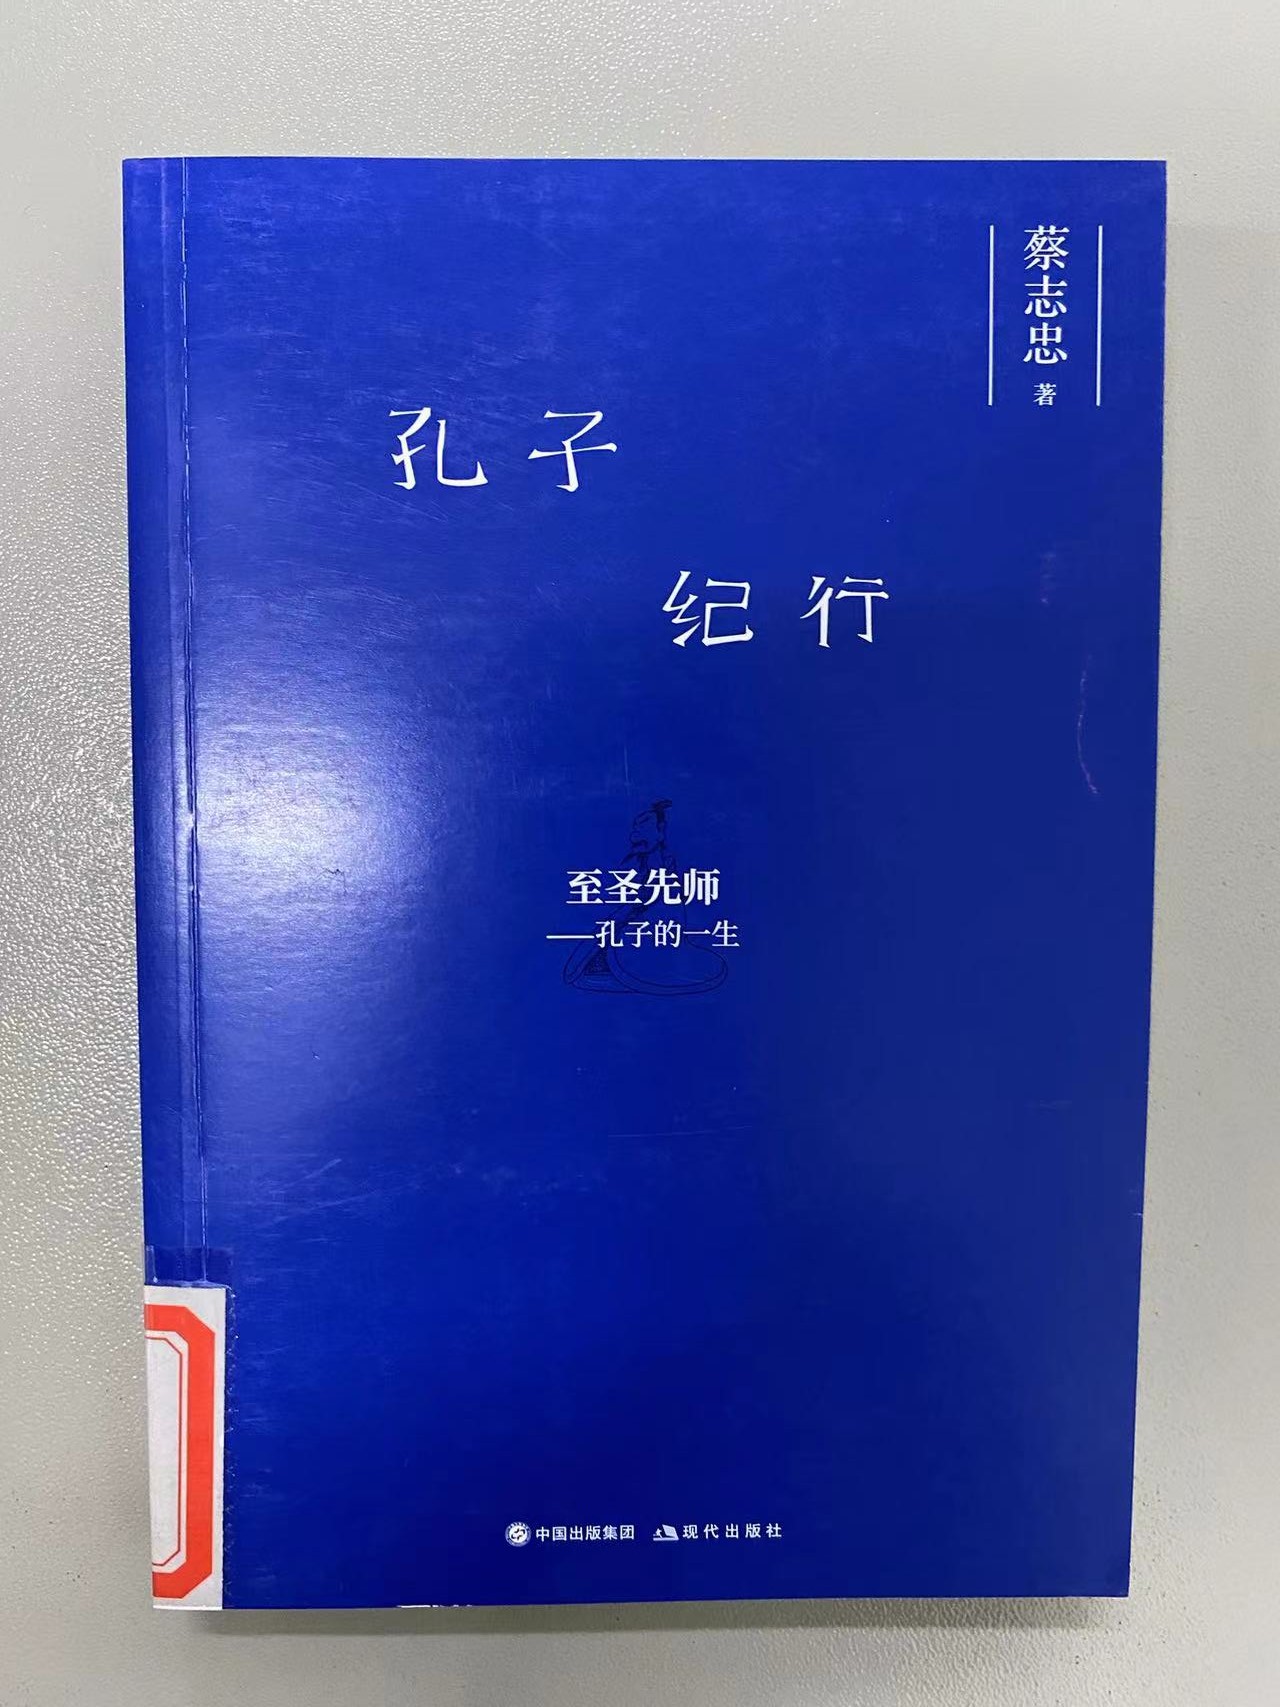 蔡志忠 著
孔子
纪行
至圣先师
——孔子的一生
中国出版集团 现代出版社